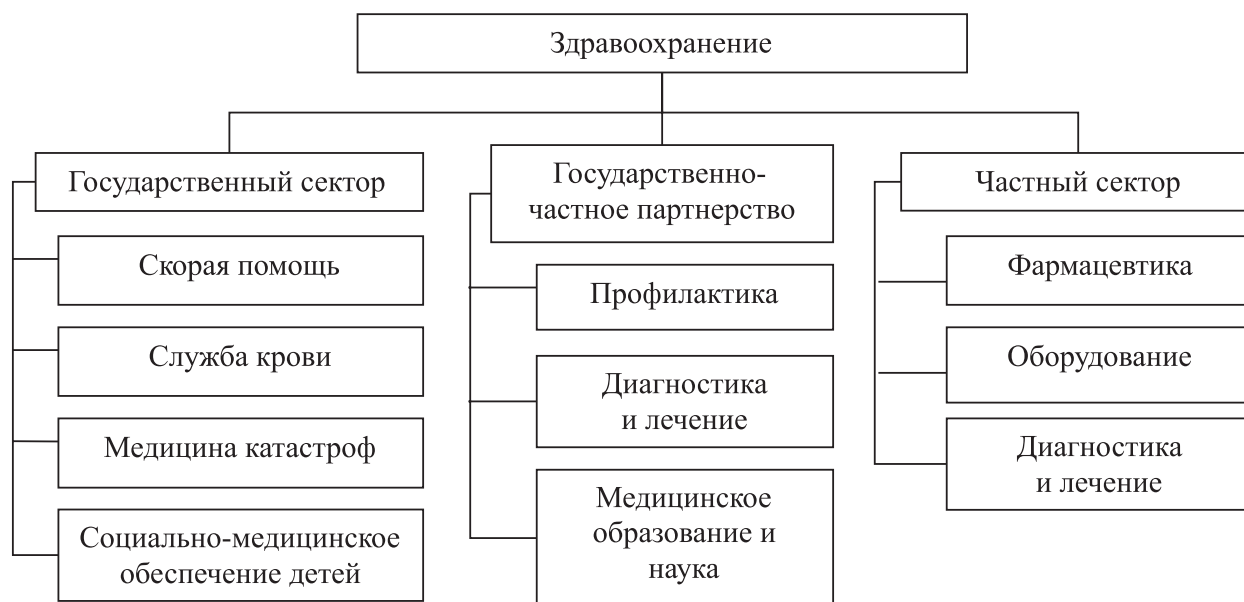 Здравоохранение
Государственный сектор
Скорая помощь
Служба крови
Медицина катастроф
Социально-медицинское
обеспечение детей
Государственно-
частное партнерство
Профилактика
Диагностика
и лечение
Медицинское
образование и
наука
Частный сектор
Фармацевтика
Оборудование
Диагностика
и лечение